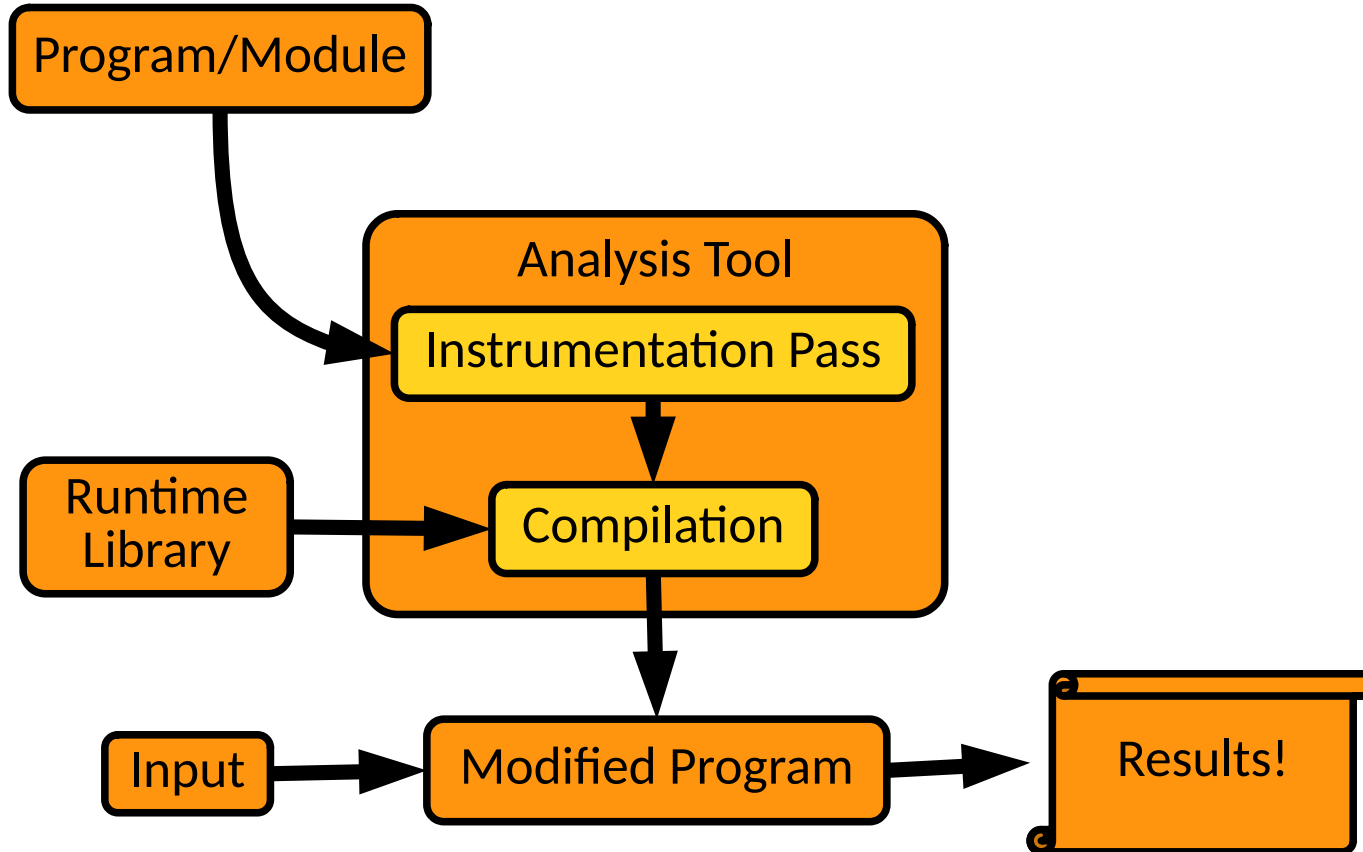 Program/Module
Analysis Tool
Instrumentation Pass
Runtime
Library
Compilation
Input
Modified Program
Results!